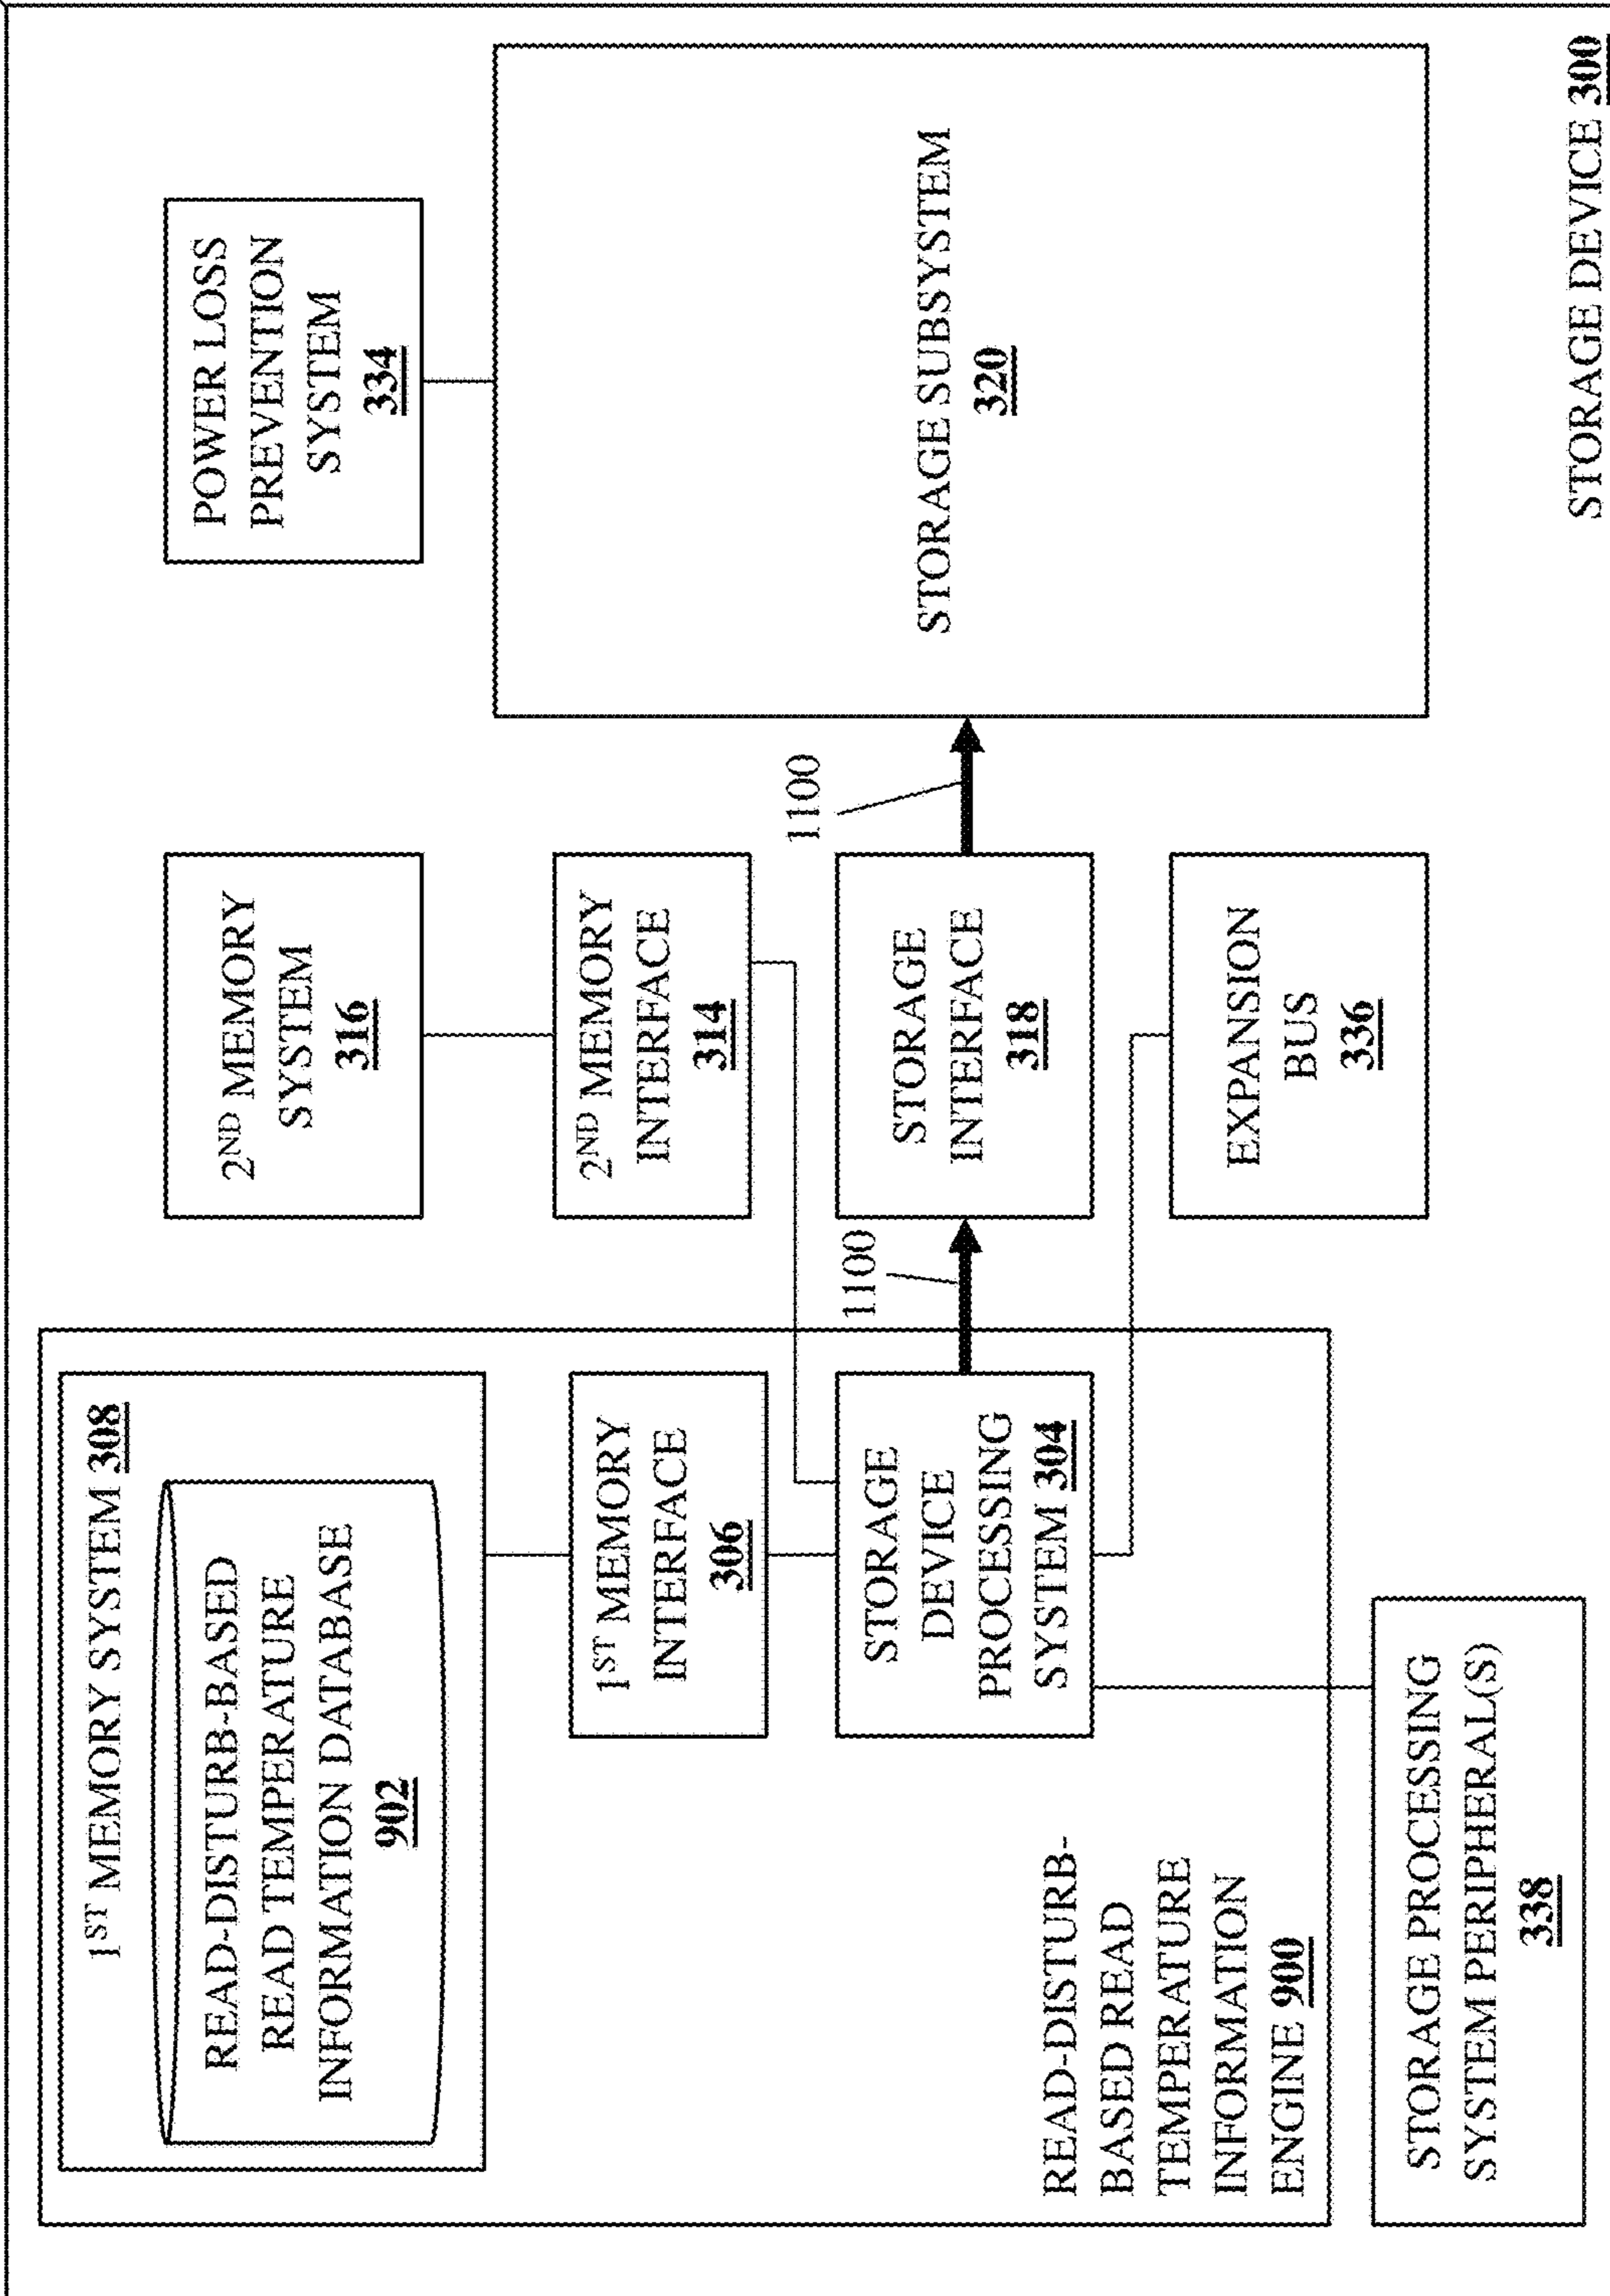 1ST MEMORY SYSTEM 308
READ-DISTURB-BASED
READ TEMPERATURE
INFORMATION DATABASE
902
1ST MEMORY
INTERFACE
306
STORAGE
DEVICE
PROCESSING
SYSTEM 304
READ-DISTURB-
BASED READ
TEMPERATURE
INFORMATION
ENGINE 900
STORAGE PROCESSING
SYSTEM PERIPHERAL(S)
338
2ND MEMORY
SYSTEM
316
2ND MEMORY
INTERFACE
314
1100
STORAGE
INTERFACE
318
1100
EXPANSION
BUS
336
POWER LOSS
PREVENTION
SYSTEM
334
STORAGE SUBSYSTEM
320
STORAGE DEVICE 300